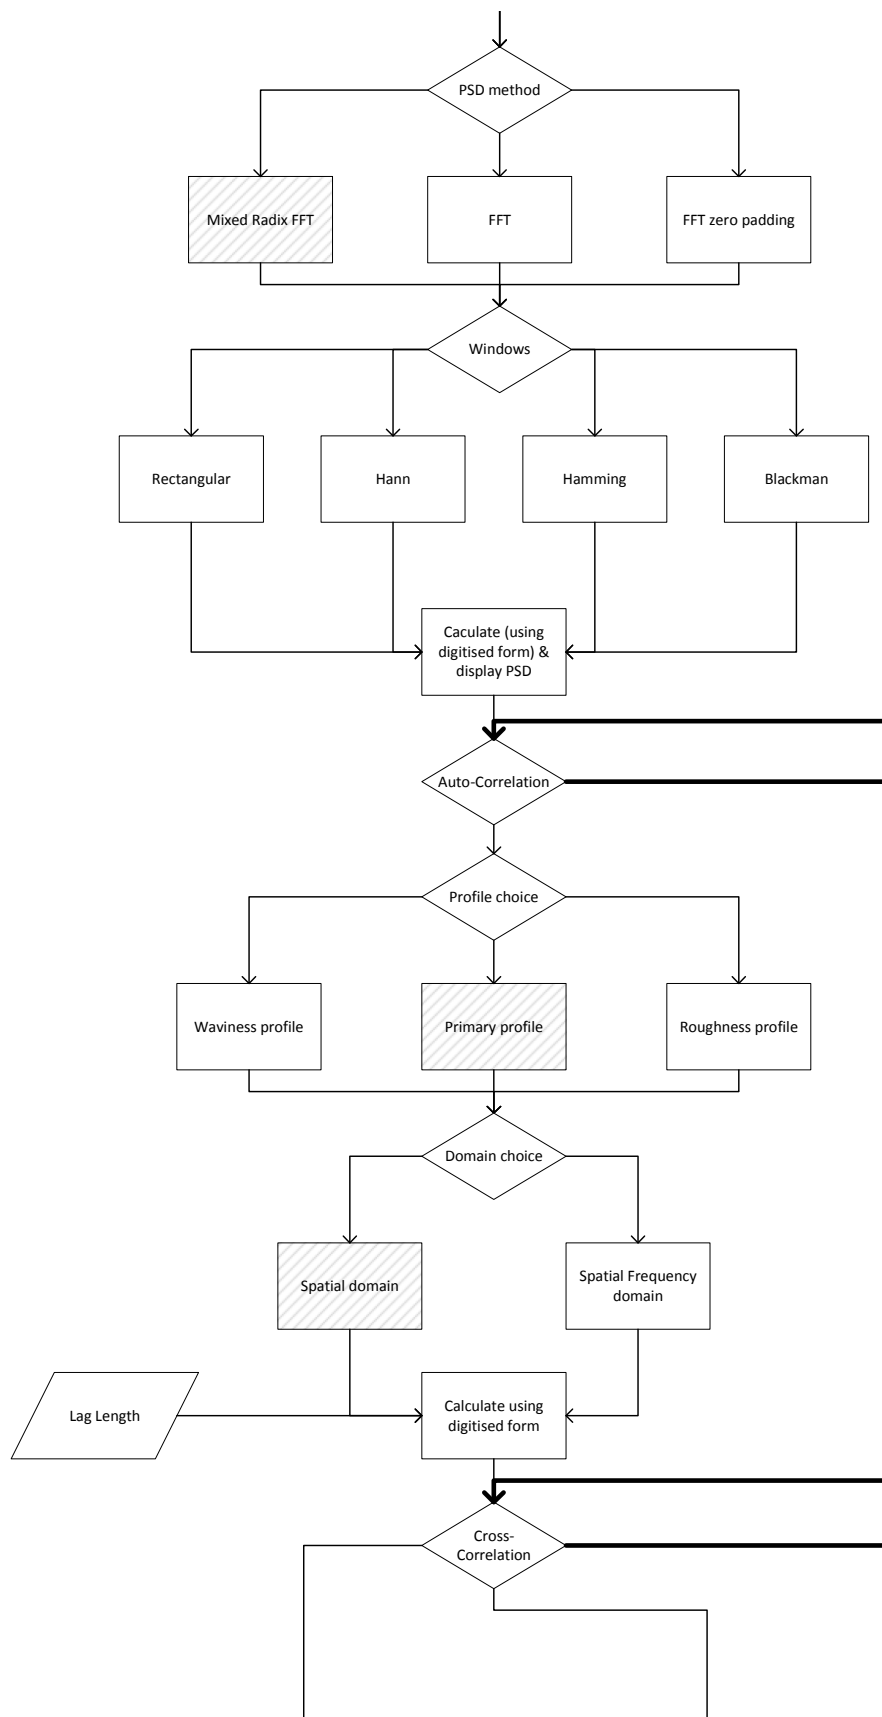 PSD method
Mixed Radix FFT
FFT
FFT zero padding
Windows
Rectangular
Hann
Hamming
Blackman
Caculate (using
digitised form) &
display PSD
Auto-Correlation
Profile choice
Waviness profile
Primary profile
Roughness profile
Domain choice
Spatial domain
Spatial Frequency
domain
Lag Length
Calculate using
digitised form
Cross-
Correlation